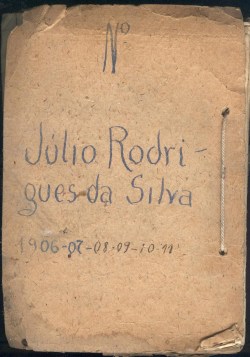 Nº
Júlio Rodri-
gues da Silva
1906-07-08-09-10-11